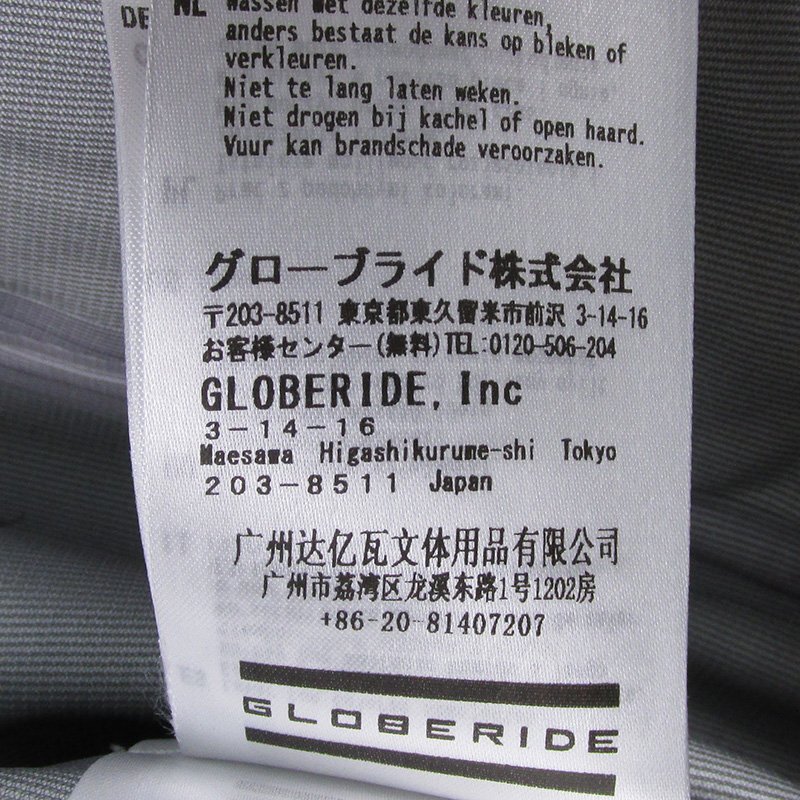 DE
NL Wassen met dezelfde kleuren,
anders bestaat de kans op bleken of
verkleuren.
Niet te lang laten weken.
Niet drogen bij kachel of open haard.
Vuur kan brandschade veroorzaken.
グローブライド株式会社
〒203-8511 東京都東久留米市前沢 3-14-16
お客様センター(無料)TEL:0120-506-204
GLOBERIDE, Inc
3-14-16
Maesawa Higashikurume-shi Tokyo
203-8511 Japan
广州达亿瓦文体用品有限公司
广州市荔湾区龙溪东路1号1202房
+86-20-81407207
GLOBERIDE